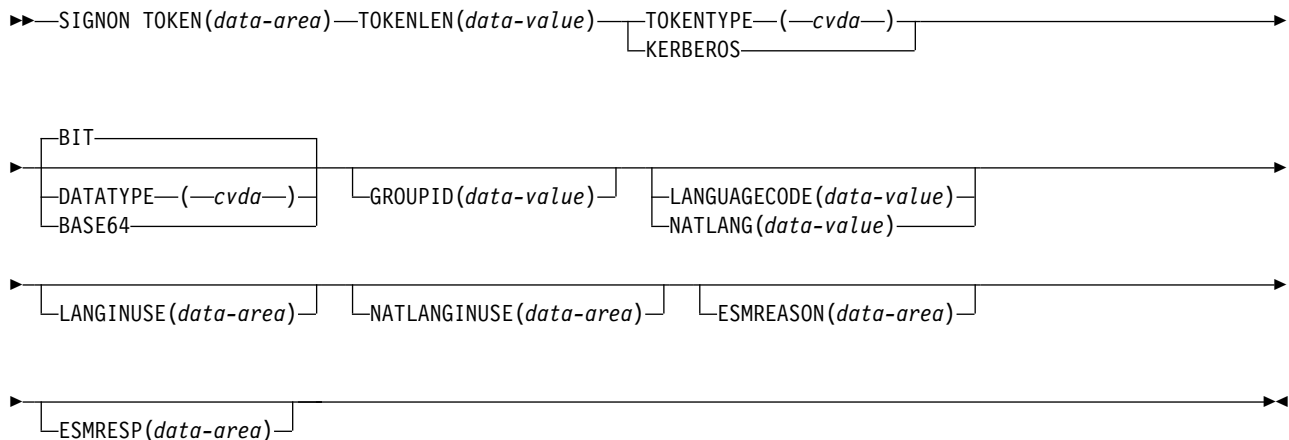 SIGNON TOKEN(data-area) TOKENLEN(data-value) TOKENTYPE ( cvda )
KERBEROS
BIT
DATATYPE ( cvda )
BASE64
GROUPID(data-value)
LANGUAGECODE(data-value)
NATLANG(data-value)
LANGINUSE(data-area) NATLANGINUSE(data-area) ESMREASON(data-area)
ESMRESP(data-area)